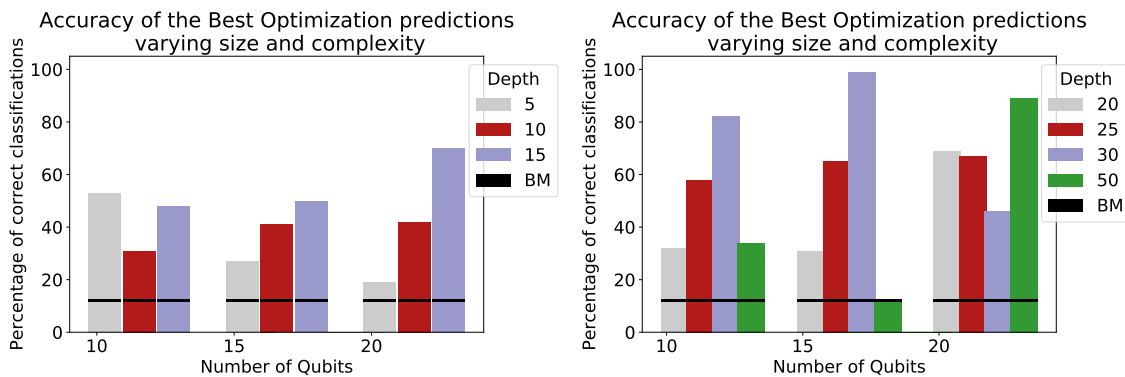 Accuracy of the Best Optimization predictions
varying size and complexity
Percentage of correct classifications
100
80
60
40
20
0
10
15
20
Number of Qubits
Depth
5
10
15
BM
Accuracy of the Best Optimization predictions
varying size and complexity
Percentage of correct classifications
100
80
60
40
20
0
10
15
20
Number of Qubits
Depth
20
25
30
50
BM